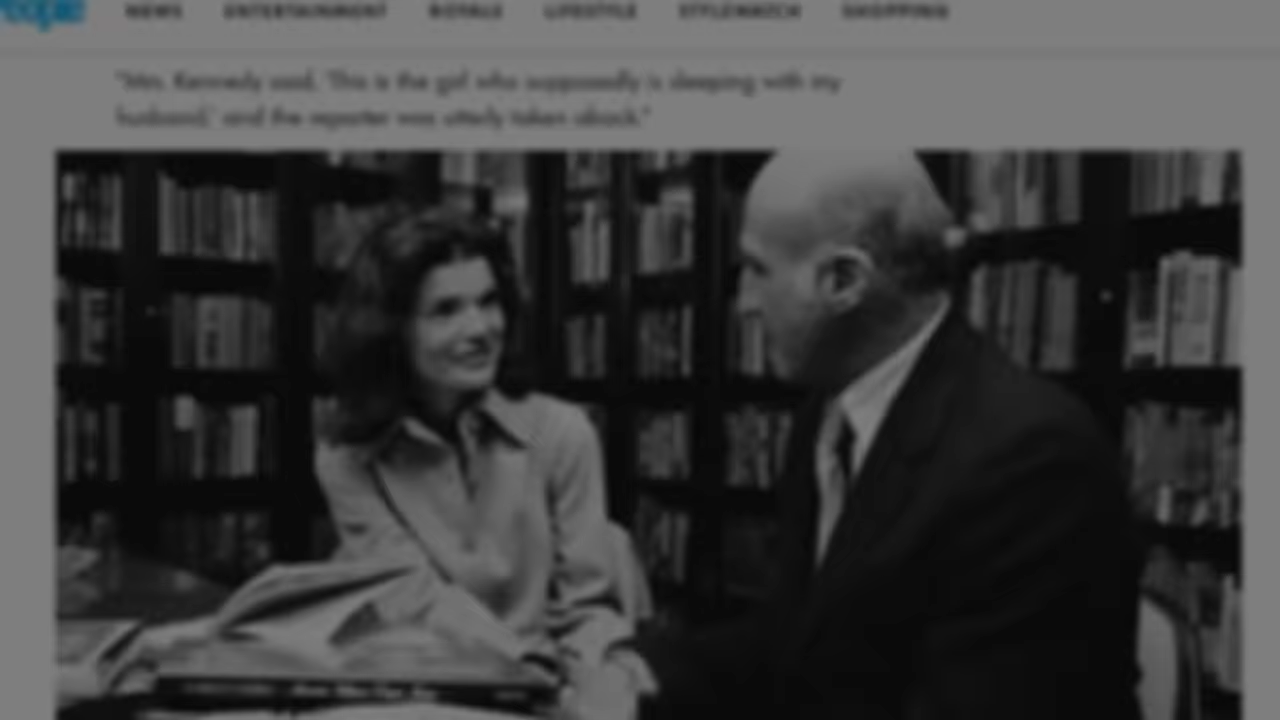 People NEWS ENTERTAINMENT ROYALS LIFESTYLE STYLEWATCH SHOPPING
"Mrs. Kennedy said, 'This is the girl who supposedly is sleeping with my
husband,' and the reporter was utterly taken aback."